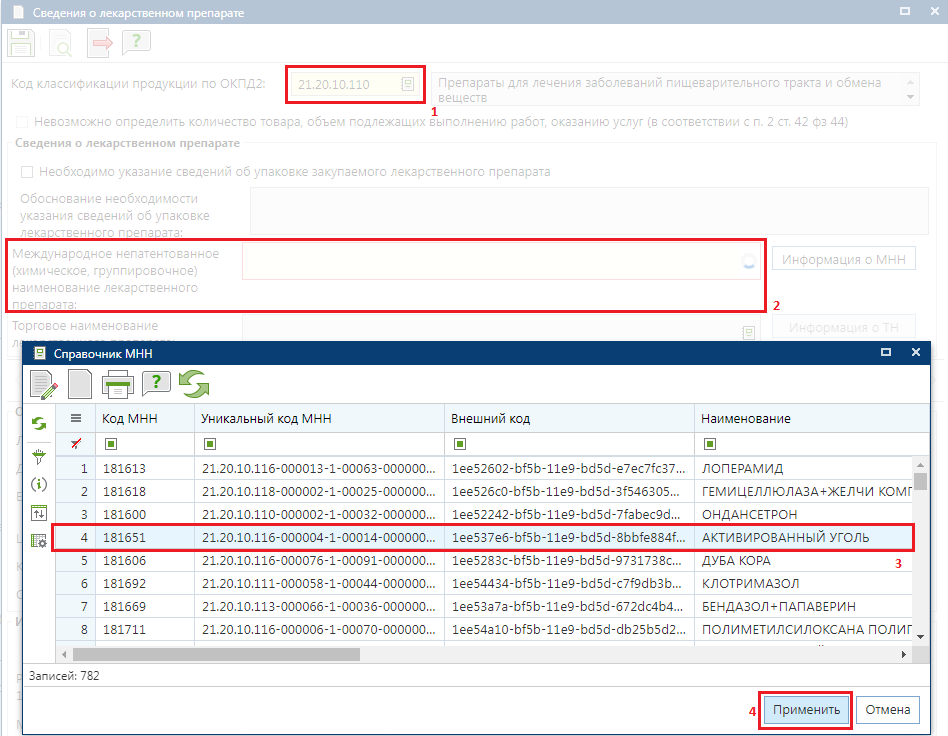 Сведения о лекарственном препарате
Код классификации продукции по ОКПД2:
21.20.10.110
Препараты для лечения заболеваний пищеварительного тракта и обмена
веществ
1
Невозможно определить количество товара, объем подлежащих выполнению работ, оказанию услуг (в соответствии с п. 2 ст. 42 фз 44)
Сведения о лекарственном препарате
Необходимо указание сведений об упаковке закупаемого лекарственного препарата
Обоснование необходимости
указания сведений об упаковке
лекарственного препарата:
Международное непатентованное
(химическое, группировочное)
наименование лекарственного
препарата:
Информация о МНН
2
Торговое наименование
Информация о ТН
Справочник МНН
Код МНН Уникальный код МНН Внешний код Наименование
1 181613 21.20.10.116-000013-1-00063-000000... 1ee52602-bf5b-11e9-bd5d-e7ec7fc37... ЛОПЕРАМИД
2 181618 21.20.10.118-000002-1-00025-000000... 1ee526c0-bf5b-11e9-bd5d-3f546305... ГЕМИЦЕЛЛЮЛАЗА+ЖЕЛЧИ КОМП
3 181600 21.20.10.110-000002-1-00032-000000... 1ee52242-bf5b-11e9-bd5d-7fabec9d... ОНДАНСЕТРОН
4 181651 21.20.10.116-000004-1-00014-000000... 1ee537e6-bf5b-11e9-bd5d-8bbfe884f... АКТИВИРОВАННЫЙ УГОЛЬ
5 181606 21.20.10.116-000076-1-00091-000000... 1ee5283c-bf5b-11e9-bd5d-9731738c... ДУБА КОРА
3
6 181692 21.20.10.111-000058-1-00044-000000... 1ee54434-bf5b-11e9-bd5d-c7f9db3b... КЛОТРИМАЗОЛ
7 181669 21.20.10.113-000066-1-00036-000000... 1ee53a7a-bf5b-11e9-bd5d-672dc4b4... БЕНДАЗОЛ+ПАПАВЕРИН
8 181711 21.20.10.116-000006-1-00070-000000... 1ee54a10-bf5b-11e9-bd5d-db25b5d2... ПОЛИМЕТИЛСИЛОКСАНА ПОЛИГ
Записей: 782
4
Применить
Отмена